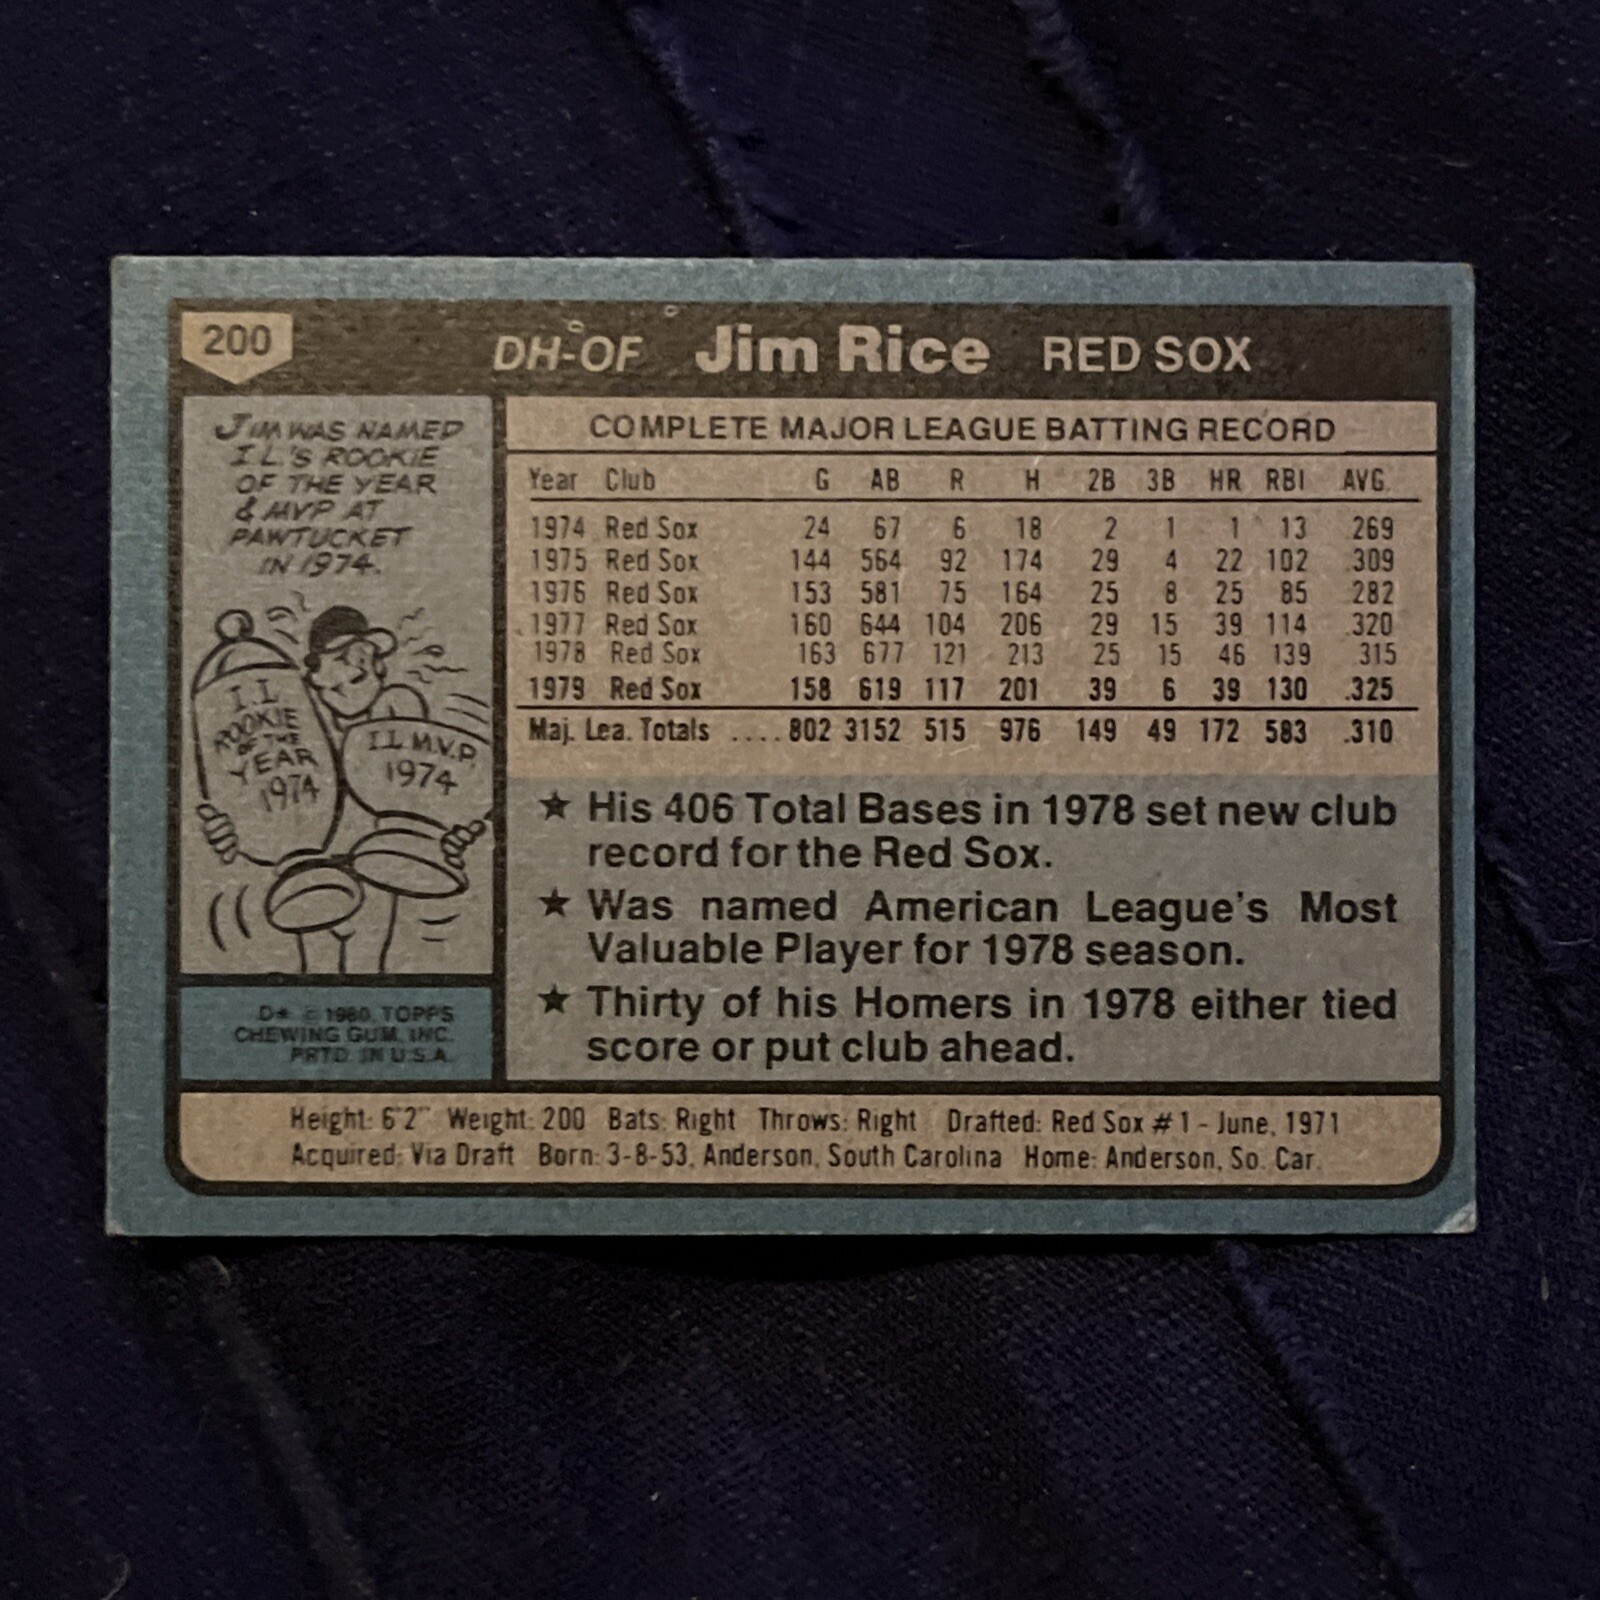 200 DH-OF Jim Rice RED SOX
JIM WAS NAMED
I L.'S ROOKIE
OF THE YEAR
& MVP AT
PAWTUCKET
IN 1974.
I.L
ROOKIE
OF THE
YEAR
1974
I.L M.V.P.
1974
D* © 1980 TOPPS
CHEWING GUM, INC.
PRTD. IN U.S.A.
COMPLETE MAJOR LEAGUE BATTING RECORD
Year Club G AB R H 2B 3B HR RBI AVG.
1974 Red Sox 24 67 6 18 2 1 1 13 .269
1975 Red Sox 144 564 92 174 29 4 22 102 .309
1976 Red Sox 153 581 75 164 25 8 25 85 .282
1977 Red Sox 160 644 104 206 29 15 39 114 .320
1978 Red Sox 163 677 121 213 25 15 46 139 .315
1979 Red Sox 158 619 117 201 39 6 39 130 .325
Maj. Lea. Totals .... 802 3152 515 976 149 49 172 583 .310
★ His 406 Total Bases in 1978 set new club
record for the Red Sox.
★ Was named American League's Most
Valuable Player for 1978 season.
★ Thirty of his Homers in 1978 either tied
score or put club ahead.
Height: 6'2" Weight: 200 Bats: Right Throws: Right Drafted: Red Sox #1 - June, 1971
Acquired: Via Draft Born: 3-8-53, Anderson, South Carolina Home: Anderson, So. Car.